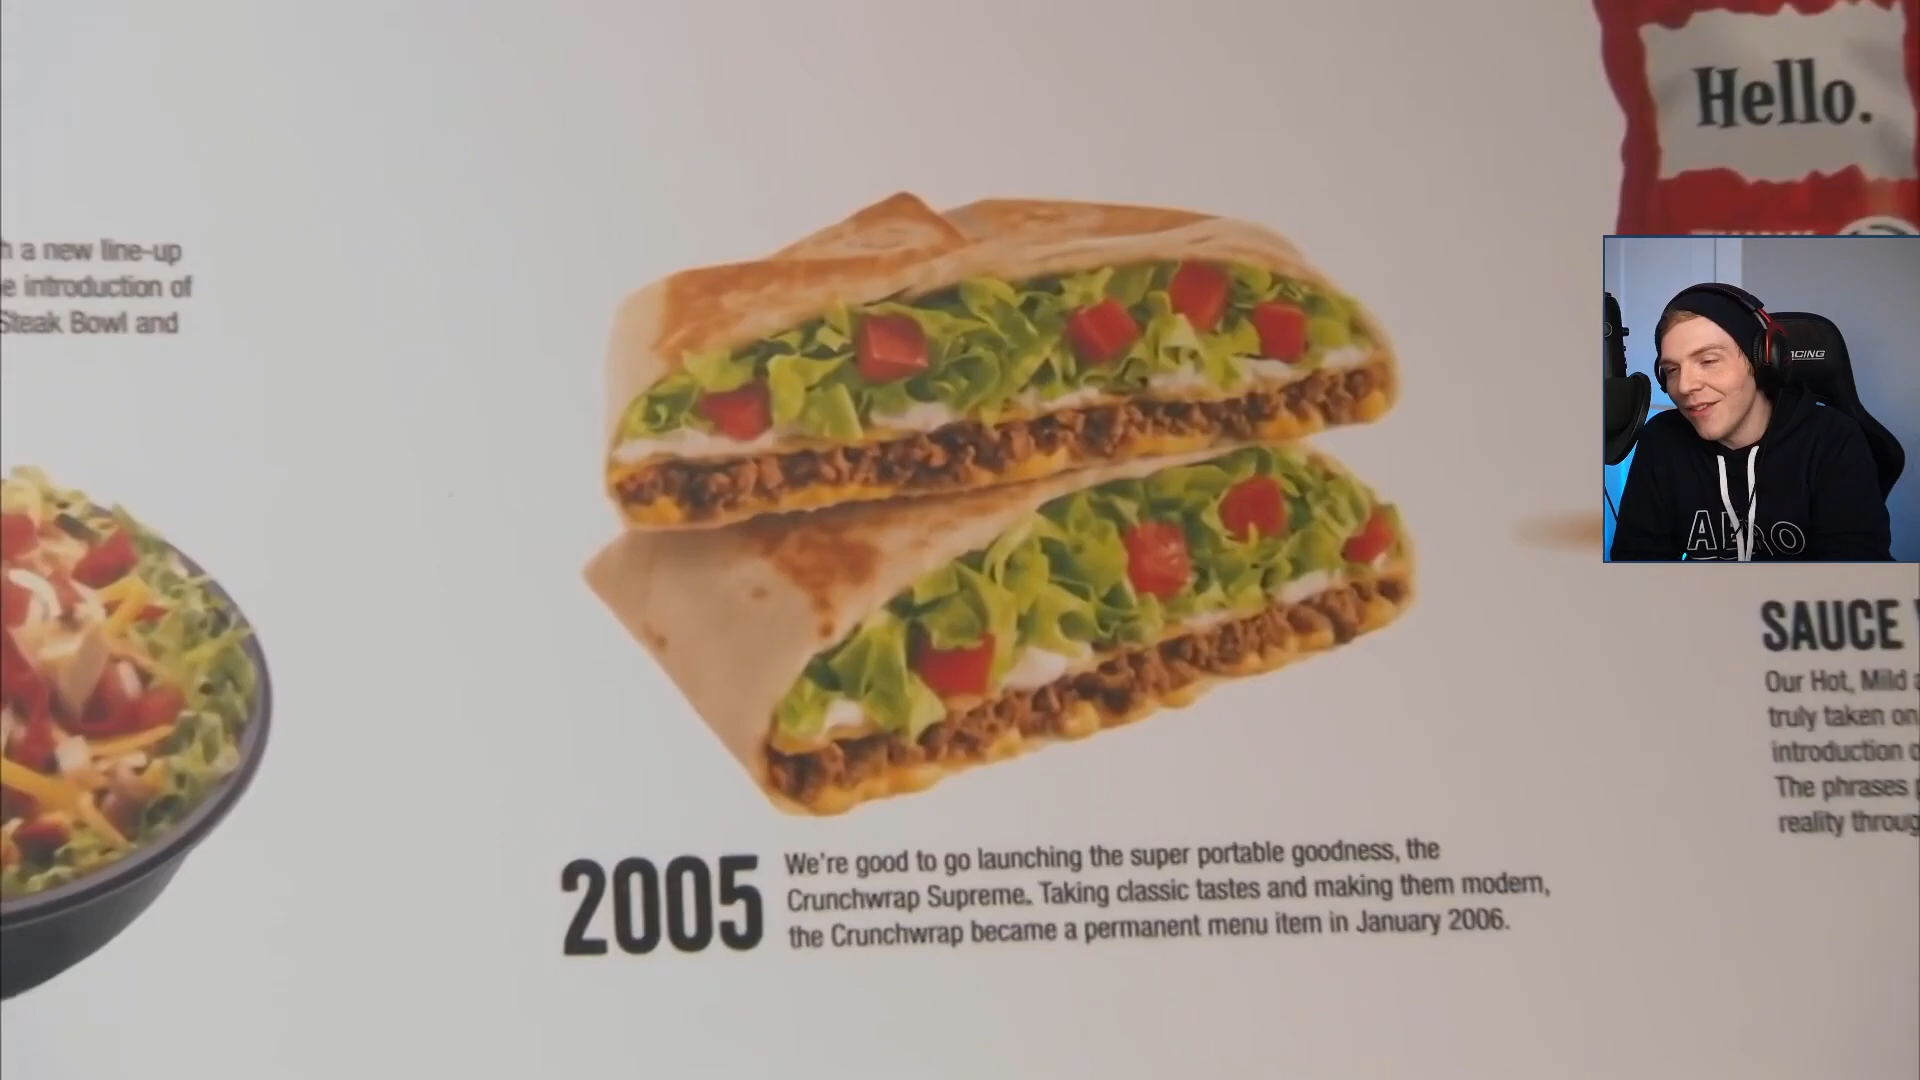 h a new line-up
e introduction of
Steak Bowl and
Hello.
2005
We're good to go launching the super portable goodness, the
Crunchwrap Supreme. Taking classic tastes and making them modern,
the Crunchwrap became a permanent menu item in January 2006.
SAUCE
Our Hot, Mild
truly taken on
introduction
The phrases
reality throug
ACING
AERO